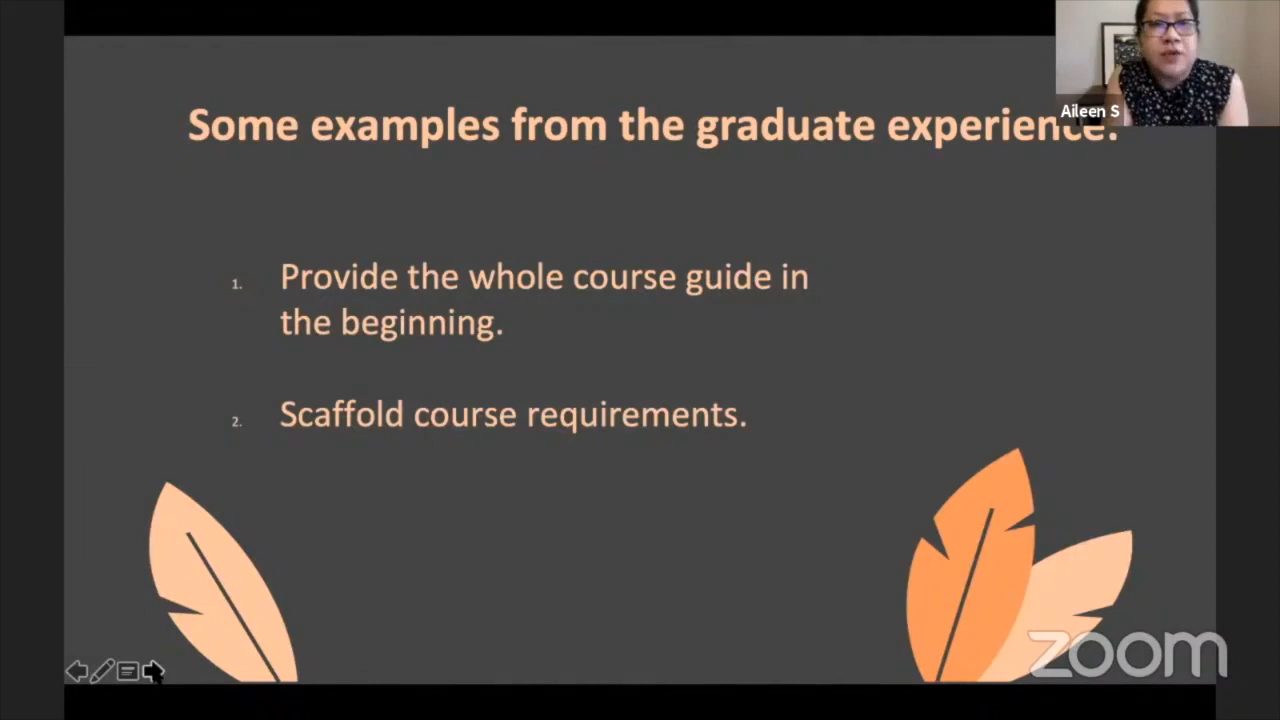 Some examples from the graduate experience:
Aileen S
1. Provide the whole course guide in
the beginning.
2. Scaffold course requirements.
zoom